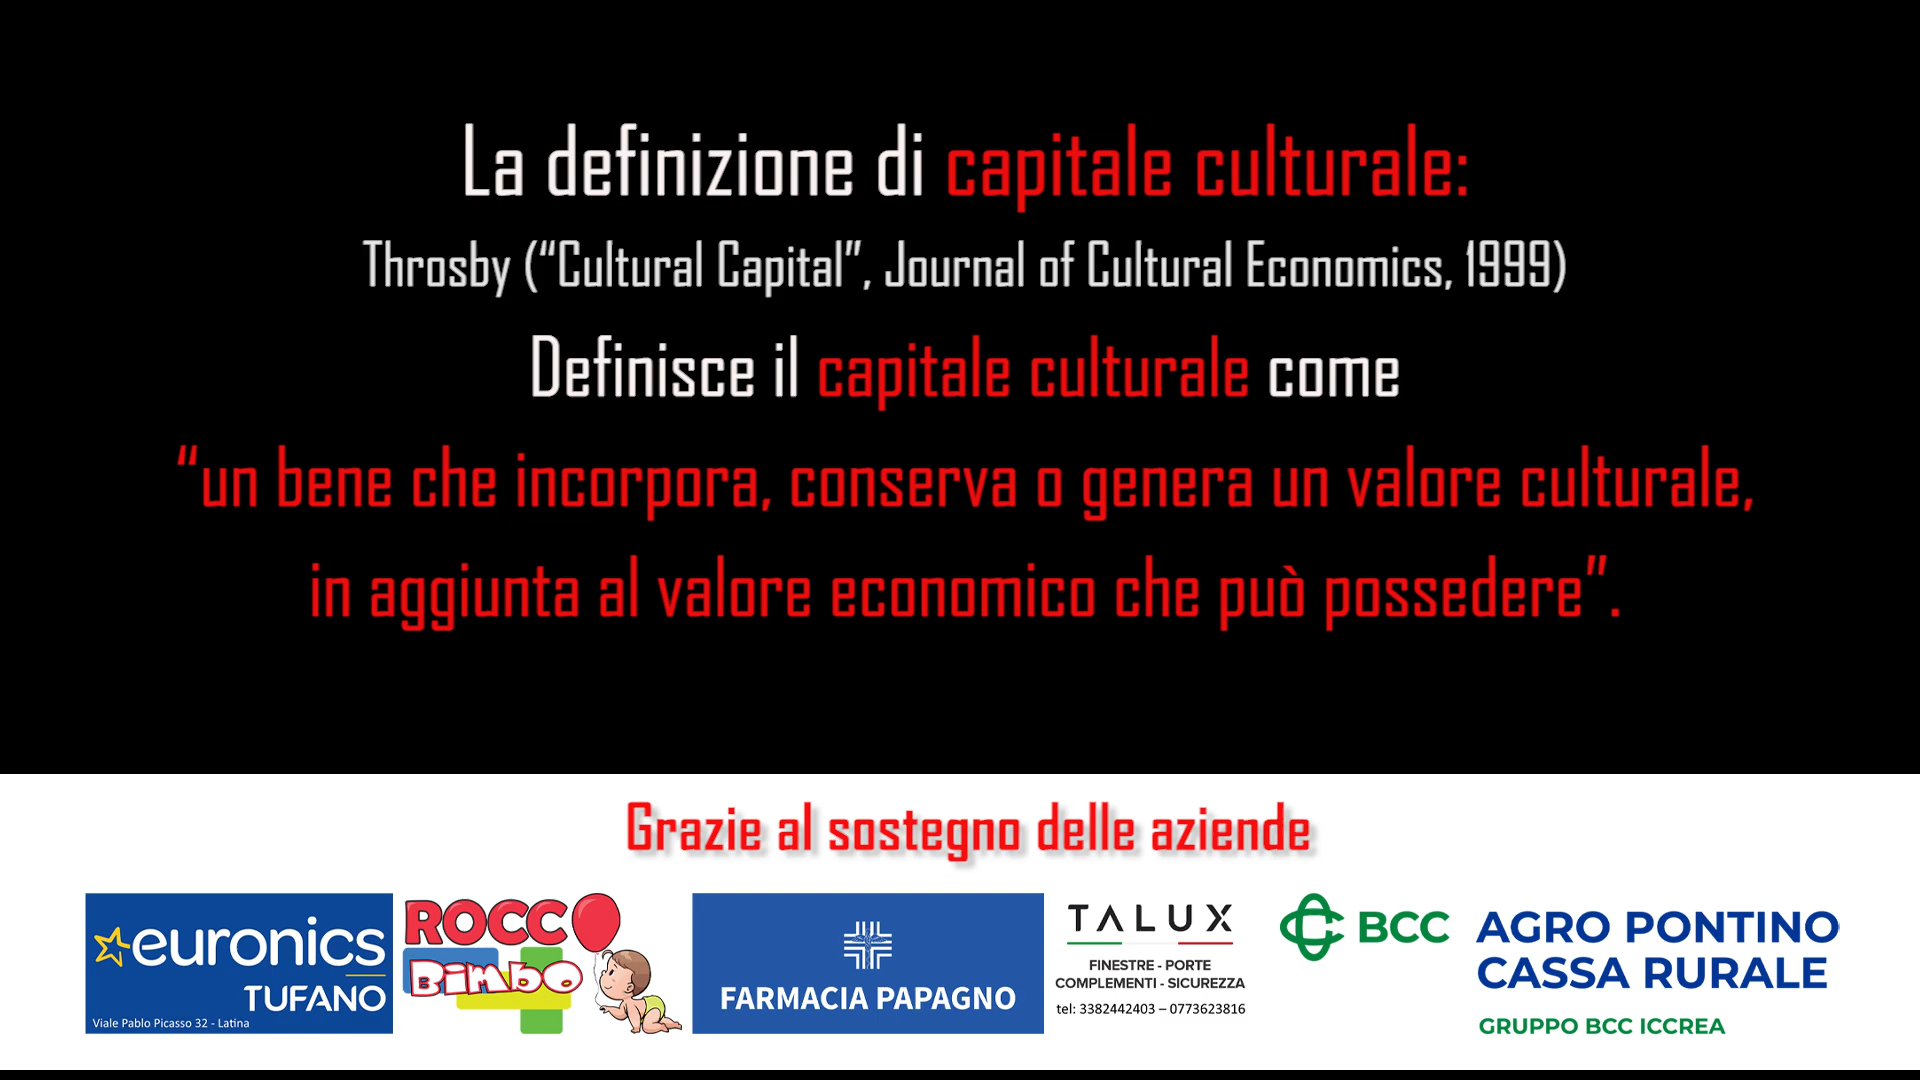 La definizione di capitale culturale:
Throsby (“Cultural Capital”, Journal of Cultural Economics, 1999)
Definisce il capitale culturale come
“un bene che incorpora, conserva o genera un valore culturale,
in aggiunta al valore economico che può possedere”.
Grazie al sostegno delle aziende
euronics
TUFANO
Viale Pablo Picasso 32 - Latina
ROCCO
Bimbo
FARMACIA PAPAGNO
TALUX
FINESTRE - PORTE
COMPLEMENTI - SICUREZZA
tel: 3382442403 – 0773623816
BCC
AGRO PONTINO
CASSA RURALE
GRUPPO BCC ICCREA